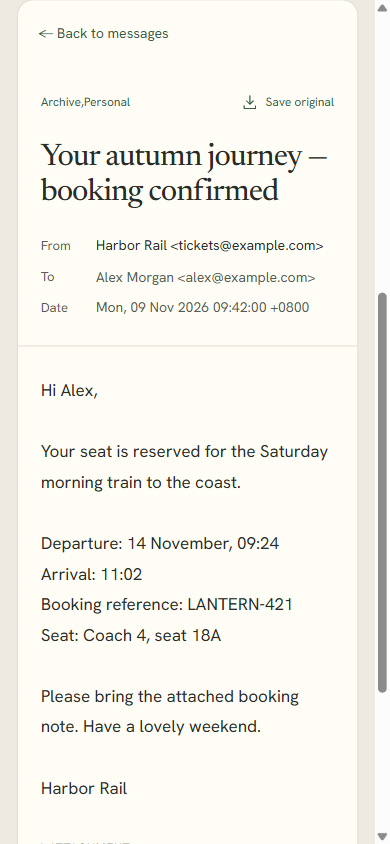 ← Back to messages
Archive,Personal
Save original
Your autumn journey —
booking confirmed
From Harbor Rail <tickets@example.com>
To Alex Morgan <alex@example.com>
Date Mon, 09 Nov 2026 09:42:00 +0800
Hi Alex,
Your seat is reserved for the Saturday
morning train to the coast.
Departure: 14 November, 09:24
Arrival: 11:02
Booking reference: LANTERN-421
Seat: Coach 4, seat 18A
Please bring the attached booking
note. Have a lovely weekend.
Harbor Rail